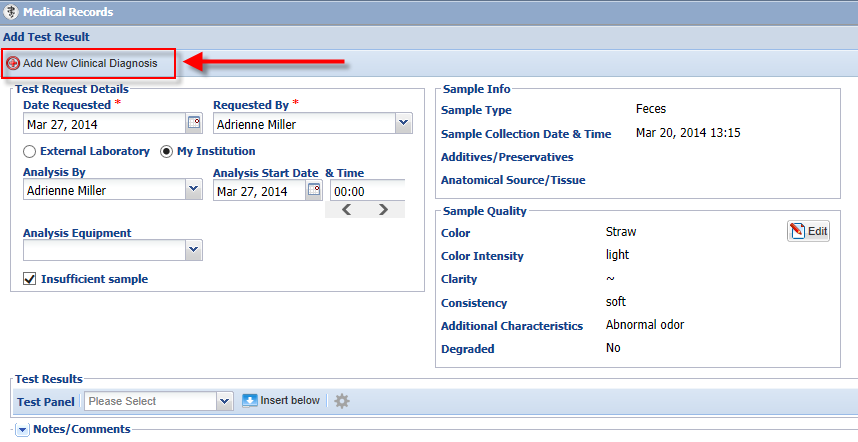 Medical Records
Add Test Result
Add New Clinical Diagnosis
Test Request Details
Date Requested * Requested By *
Mar 27, 2014 Adrienne Miller
External Laboratory My Institution
Analysis By Analysis Start Date & Time
Adrienne Miller Mar 27, 2014 00:00
Analysis Equipment
Insufficient sample
Sample Info
Sample Type Feces
Sample Collection Date & Time Mar 20, 2014 13:15
Additives/Preservatives
Anatomical Source/Tissue
Sample Quality
Color Straw Edit
Color Intensity light
Clarity ~
Consistency soft
Additional Characteristics Abnormal odor
Degraded No
Test Results
Test Panel Please Select Insert below
Notes/Comments